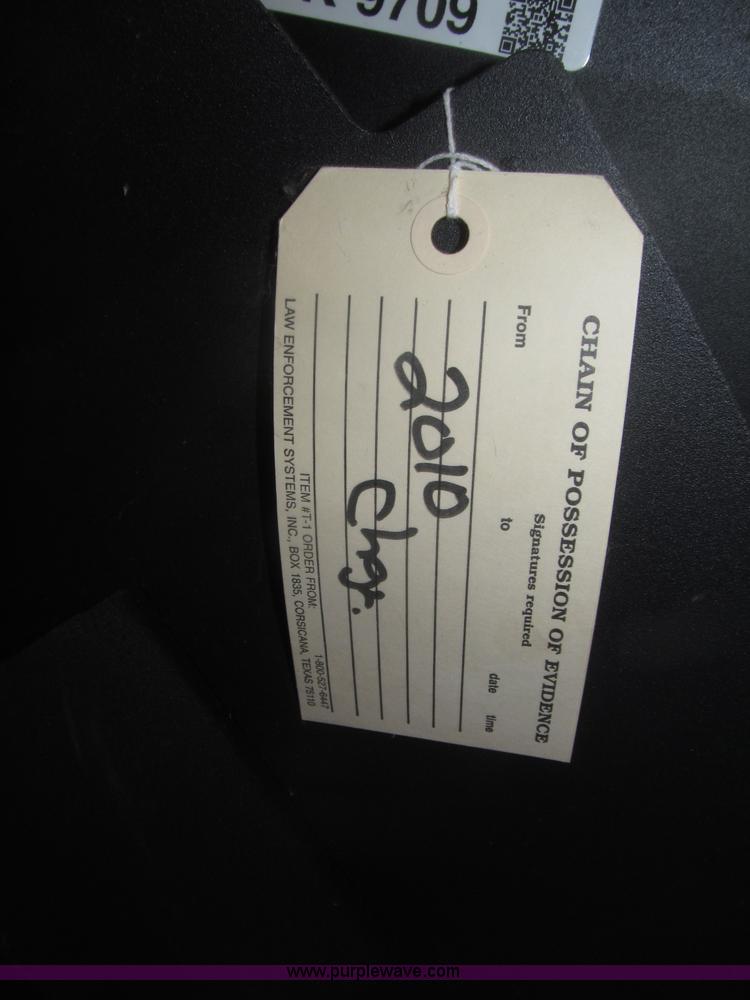 9709
CHAIN OF POSSESSION OF EVIDENCE
Signatures required
From to date time
2010
Chgr.
ITEM #T-1 ORDER FROM: 1-800-527-6447
LAW ENFORCEMENT SYSTEMS, INC., BOX 1835, CORSICANA, TEXAS 75110
www.purplewave.com